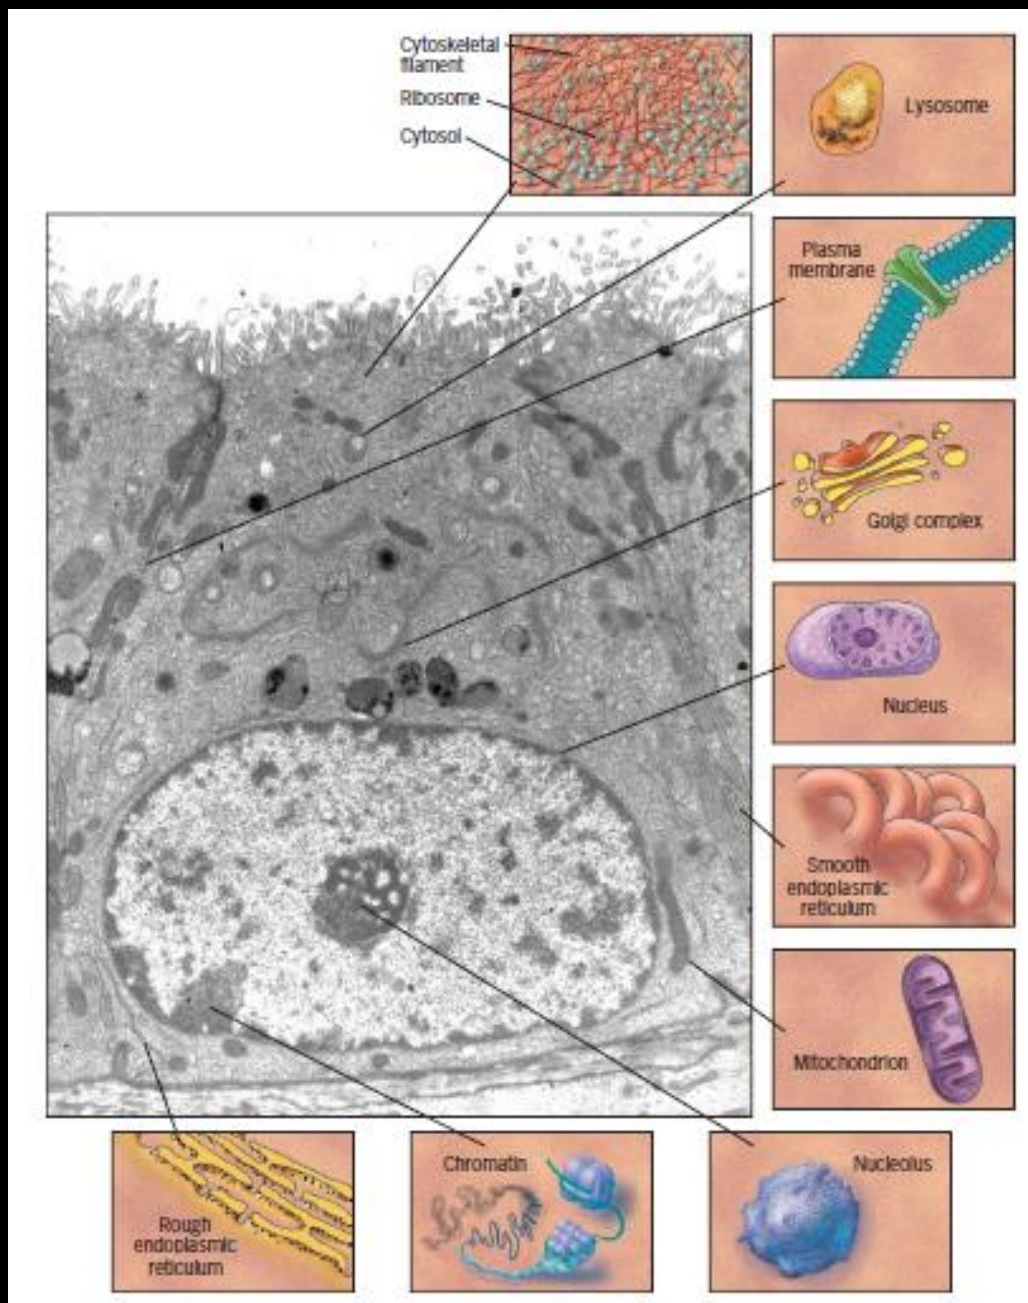 Cytoskeletal
filament
Ribosome
Cytosol
Lysosome
Plasma
membrane
Golgi complex
Nucleus
Smooth
endoplasmic
reticulum
Mitochondrion
Rough
endoplasmic
reticulum
Chromatin
Nucleolus